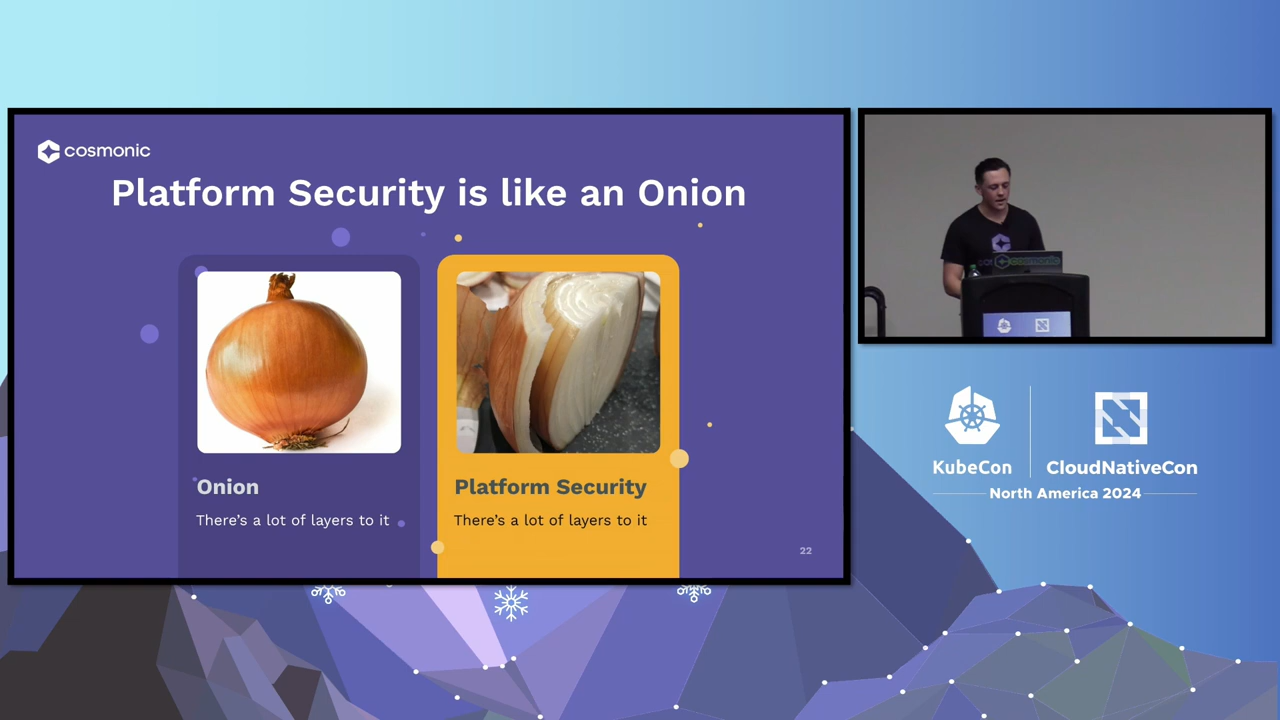 cosmonic
Platform Security is like an Onion
Onion
There's a lot of layers to it
Platform Security
There's a lot of layers to it
22
cosmonic
KubeCon
CloudNativeCon
North America 2024